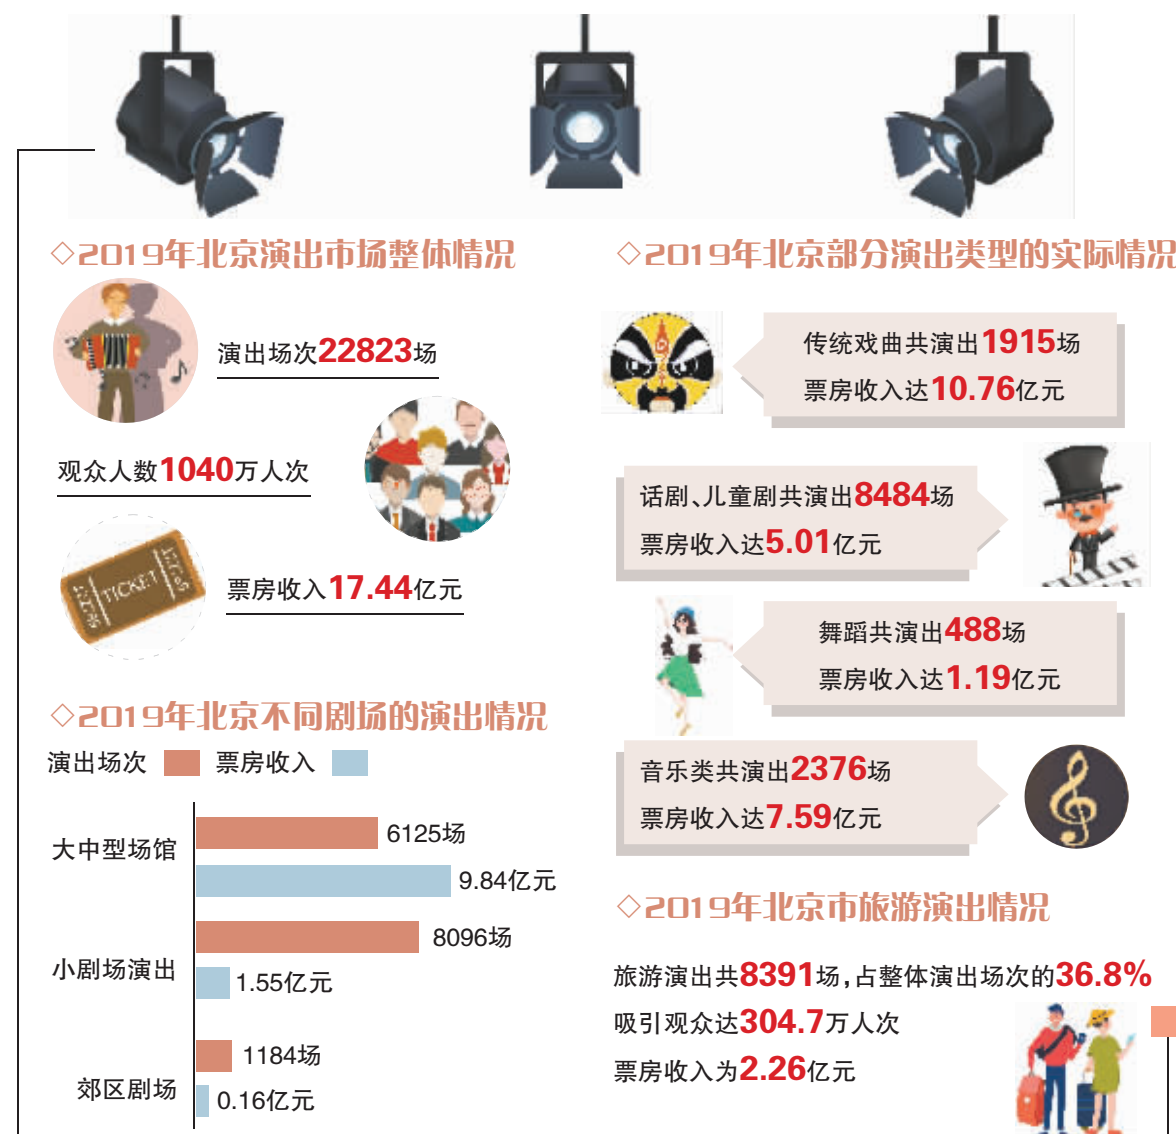 ◇2019年北京演出市场整体情况
演出场次22823场
观众人数1040万人次
TICKET
票房收入17.44亿元
◇2019年北京不同剧场的演出情况
演出场次 票房收入
大中型场馆
6125场
9.84亿元
小剧场演出
8096场
1.55亿元
郊区剧场
1184场
0.16亿元
◇2019年北京部分演出类型的实际情况
传统戏曲共演出1915场
票房收入达10.76亿元
话剧、儿童剧共演出8484场
票房收入达5.01亿元
舞蹈共演出488场
票房收入达1.19亿元
音乐类共演出2376场
票房收入达7.59亿元
◇2019年北京市旅游演出情况
旅游演出共8391场,占整体演出场次的36.8%
吸引观众达304.7万人次
票房收入为2.26亿元